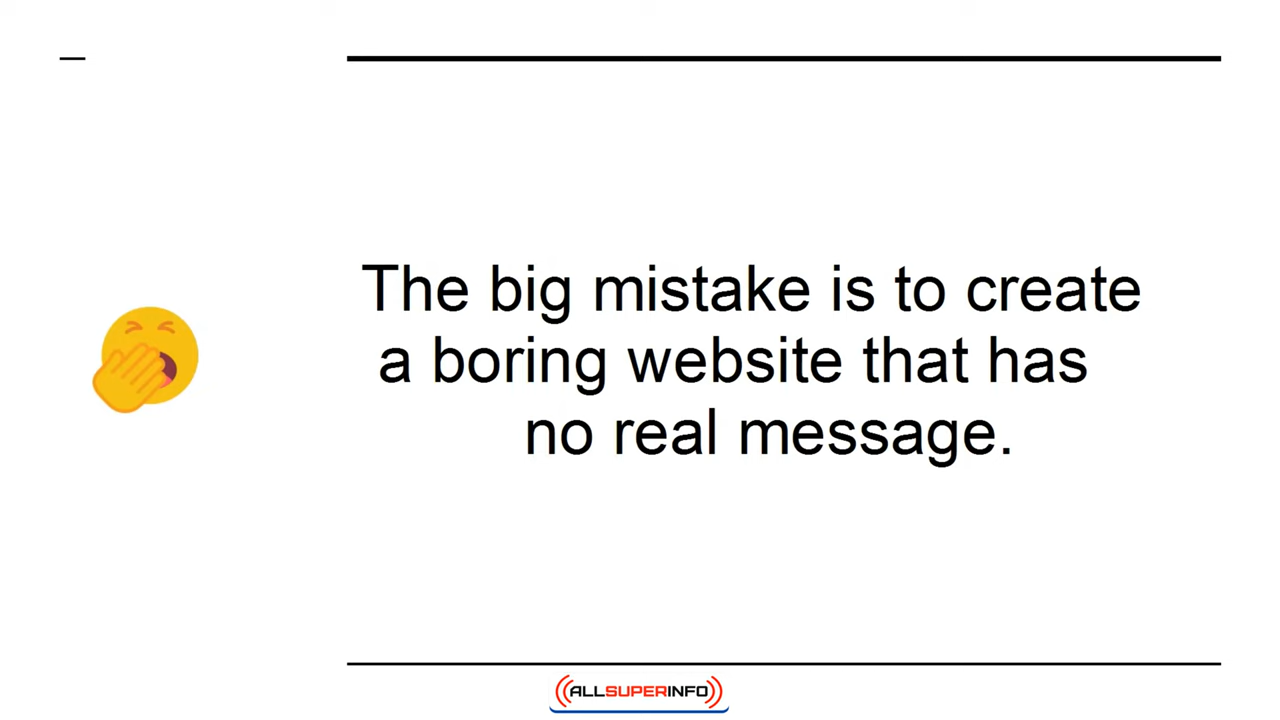 The big mistake is to create
a boring website that has
no real message.
ALLSUPERINFO